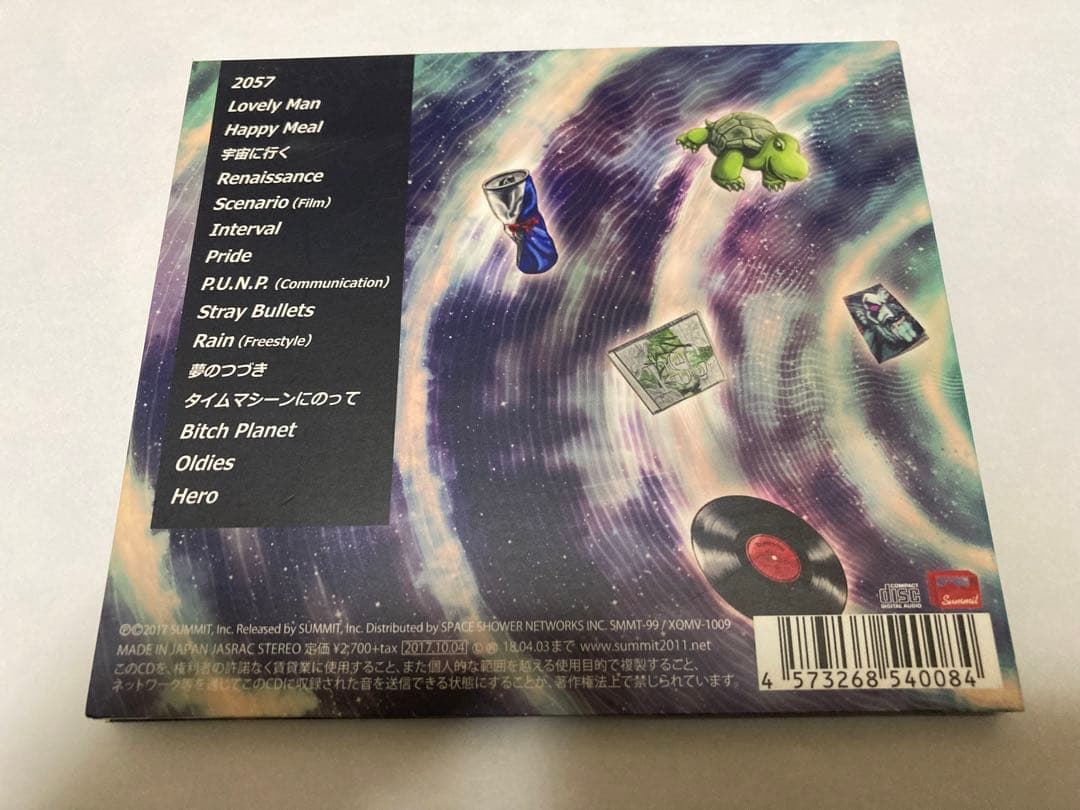 2057
Lovely Man
Happy Meal
宇宙に行く
Renaissance
Scenario (Film)
Interval
Pride
P.U.N.P. (Communication)
Stray Bullets
Rain (Freestyle)
夢のつづき
タイムマシーンにのって
Bitch Planet
Oldies
Hero
COMPACT
disc
DIGITAL AUDIO
Summit
Ⓟ©2017 SUMMIT, Inc. Released by SUMMIT, Inc. Distributed by SPACE SHOWER NETWORKS INC. SMMT-99 / XQMV-1009
MADE IN JAPAN JASRAC STEREO 定価 ¥2,700+tax 2017.10.04 18.04.03まで www.summit2011.net
このCDを、権利者の許諾なく賃貸業に使用すること、また個人的な範囲を越える使用目的で複製すること、
ネットワーク等を通じてこのCDに収録された音を送信できる状態にすることが、著作権法上で禁じられています。
4 573268 540084